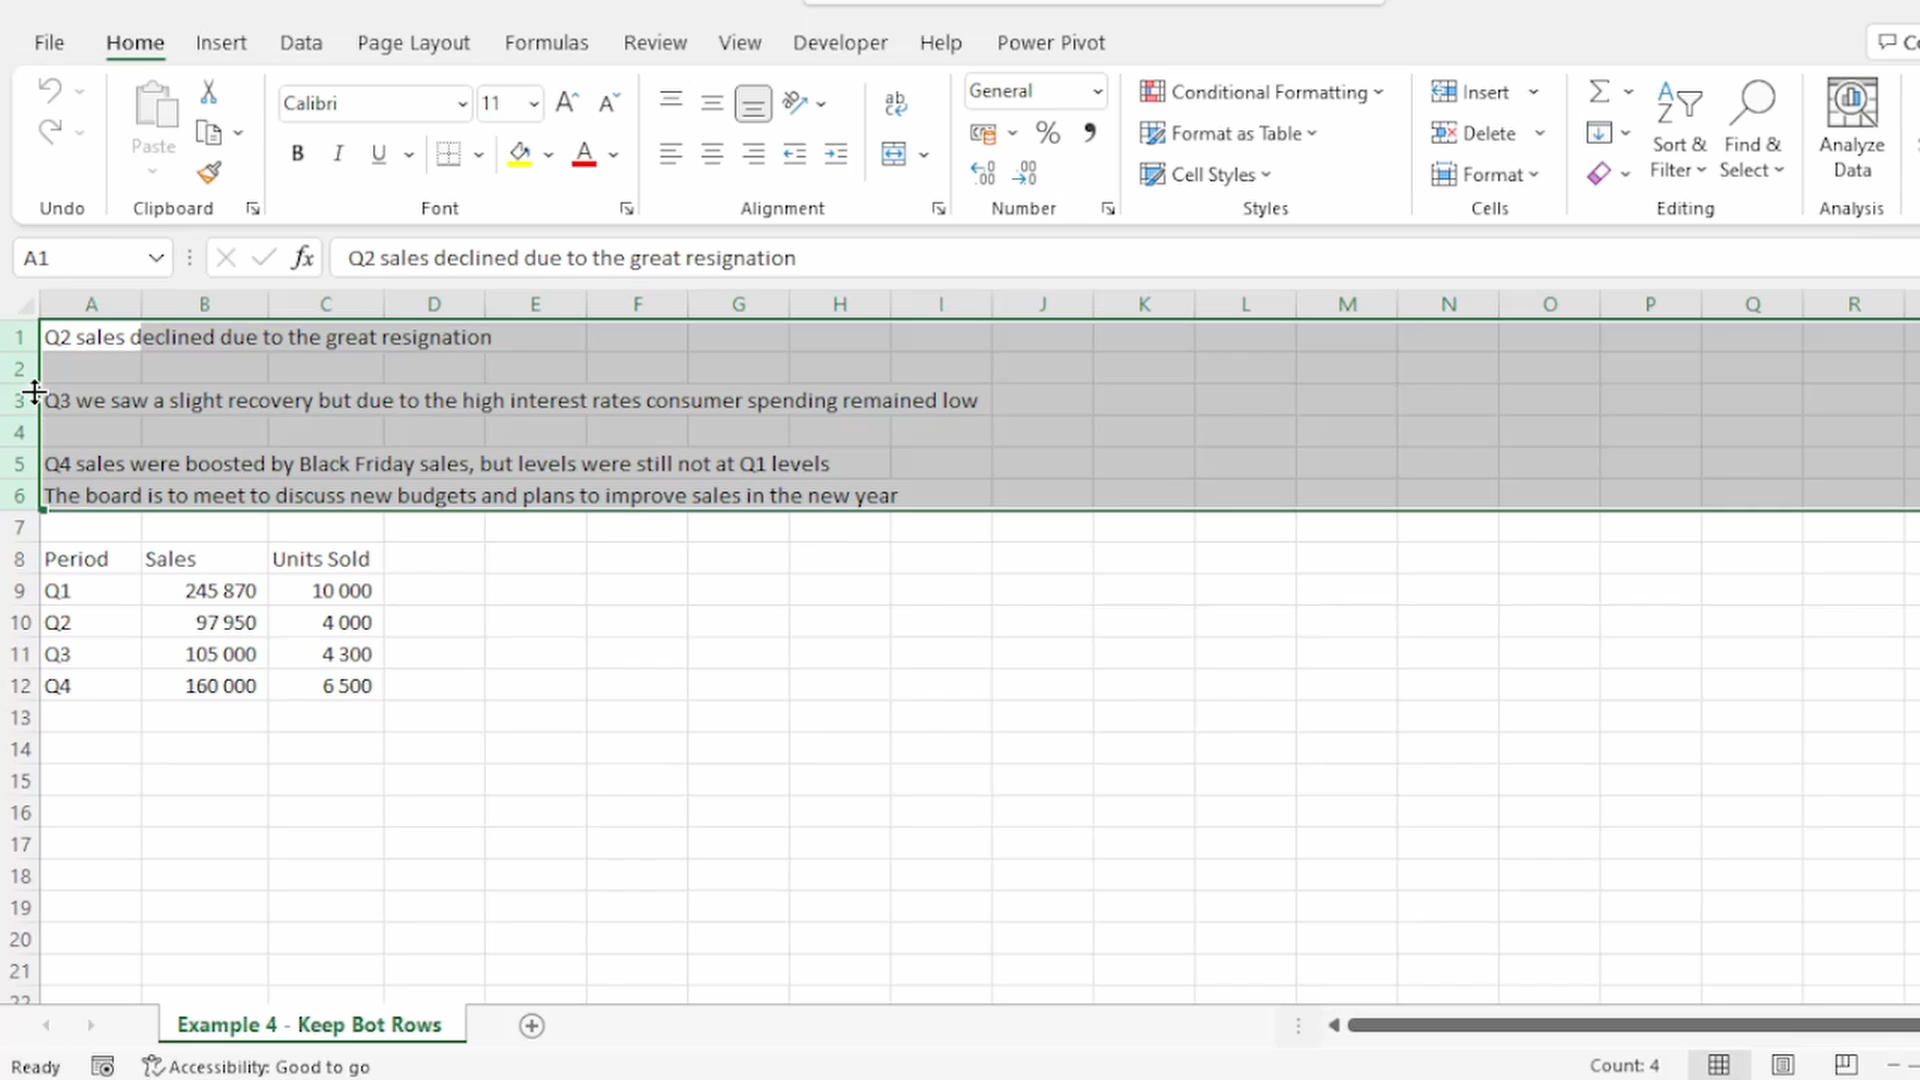 File Home Insert Data Page Layout Formulas Review View Developer Help Power Pivot
Calibri 11 General Conditional Formatting Insert
Paste Format as Table Delete Sort & Find & Analyze
B I U A Cell Styles Format Filter Select Data
Undo Clipboard Font Alignment Number Styles Cells Editing Analysis
A1 fx Q2 sales declined due to the great resignation
A B C D E F G H I J K L M N O P Q R
1 Q2 sales declined due to the great resignation
2
3 Q3 we saw a slight recovery but due to the high interest rates consumer spending remained low
4
5 Q4 sales were boosted by Black Friday sales, but levels were still not at Q1 levels
6 The board is to meet to discuss new budgets and plans to improve sales in the new year
7
8 Period Sales Units Sold
9 Q1 245 870 10 000
10 Q2 97 950 4 000
11 Q3 105 000 4 300
12 Q4 160 000 6 500
13
14
15
16
17
18
19
20
21
22
Example 4 - Keep Bot Rows
Ready Accessibility: Good to go Count: 4